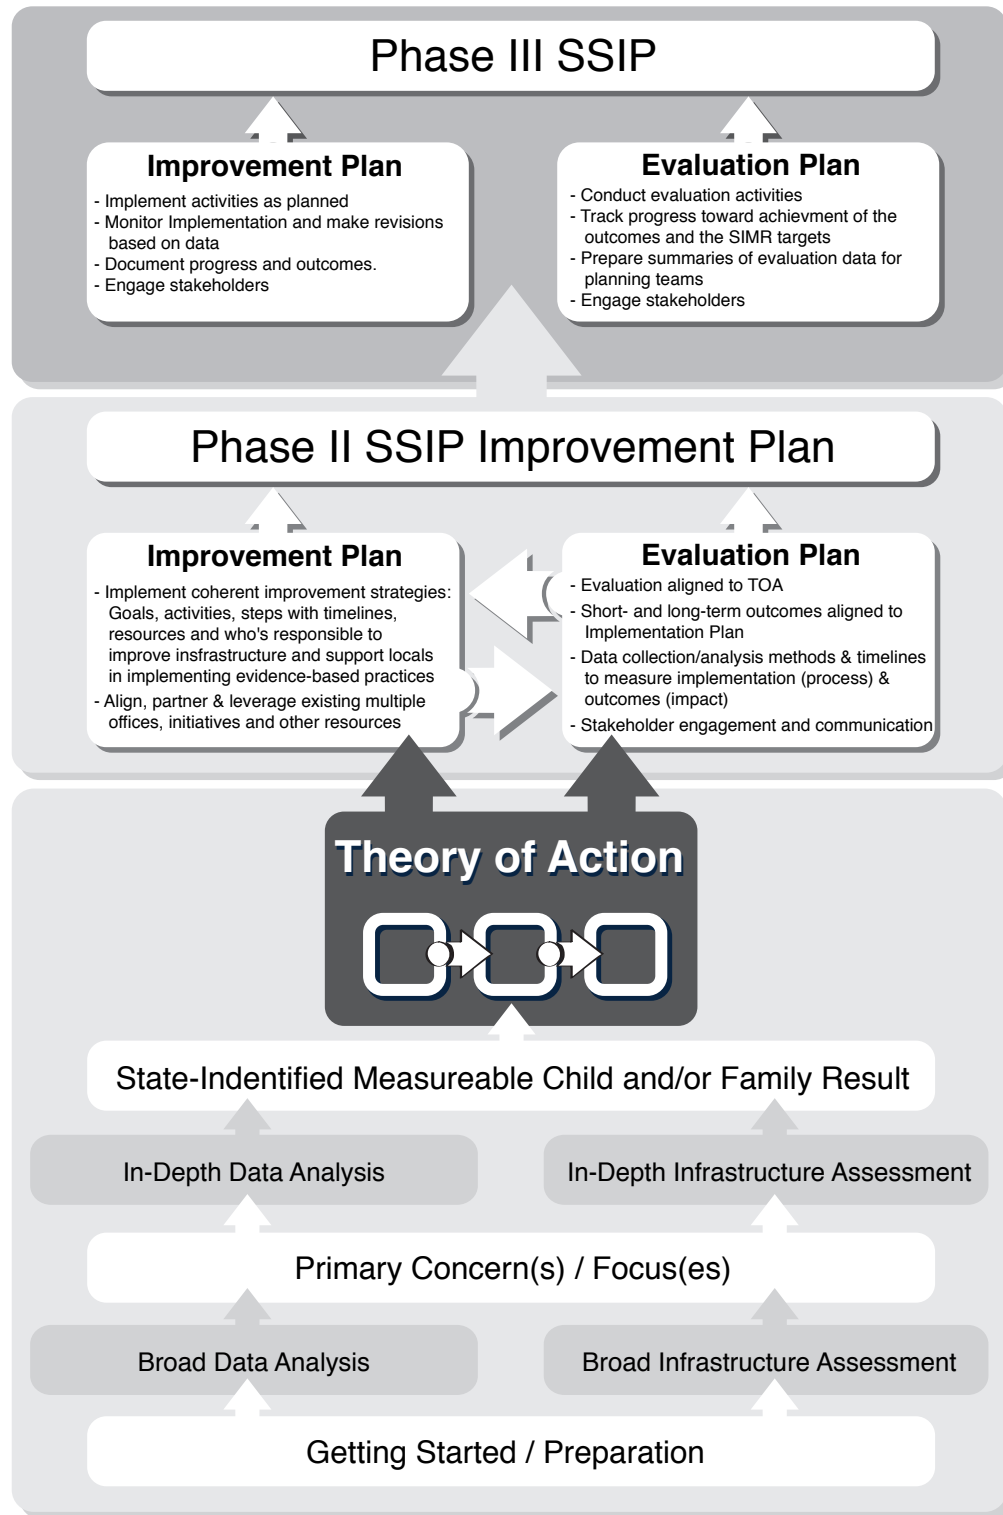 Phase III SSIP
Improvement Plan
- Implement activities as planned
- Monitor Implementation and make revisions
based on data
- Document progress and outcomes.
- Engage stakeholders
Evaluation Plan
- Conduct evaluation activities
- Track progress toward achievment of the
outcomes and the SIMR targets
- Prepare summaries of evaluation data for
planning teams
- Engage stakeholders
Phase II SSIP Improvement Plan
Improvement Plan
- Implement coherent improvement strategies:
Goals, activities, steps with timelines,
resources and who's responsible to
improve insfrastructure and support locals
in implementing evidence-based practices
- Align, partner & leverage existing multiple
offices, initiatives and other resources
Evaluation Plan
- Evaluation aligned to TOA
- Short- and long-term outcomes aligned to
Implementation Plan
- Data collection/analysis methods & timelines
to measure implementation (process) &
outcomes (impact)
- Stakeholder engagement and communication
Theory of Action
State-Indentified Measureable Child and/or Family Result
In-Depth Data Analysis
In-Depth Infrastructure Assessment
Primary Concern(s) / Focus(es)
Broad Data Analysis
Broad Infrastructure Assessment
Getting Started / Preparation